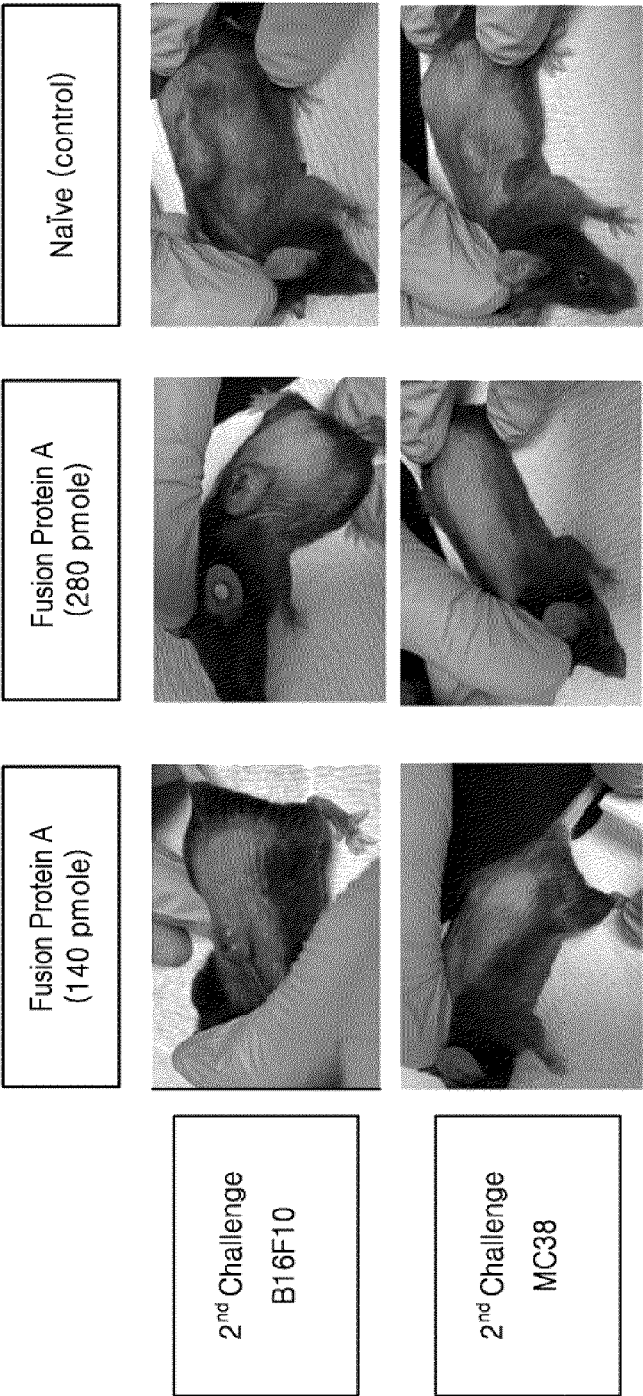 Fusion Protein A
(140 pmole)
Fusion Protein A
(280 pmole)
Naïve (control)
2nd Challenge
B16F10
2nd Challenge
MC38